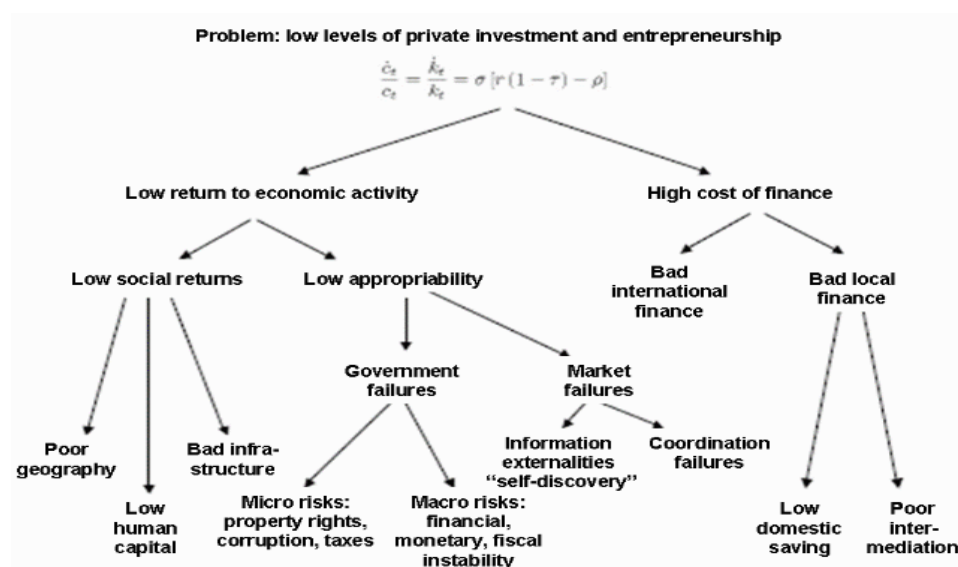 Problem: low levels of private investment and entrepreneurship
ċₜ/cₜ = k̇ₜ/kₜ = σ [r (1 − τ) − ρ]
Low return to economic activity
High cost of finance
Low social returns
Low appropriability
Bad
international
finance
Bad local
finance
Government
failures
Market
failures
Poor
geography
Bad infra-
structure
Information
externalities
“self-discovery”
Coordination
failures
Low
human
capital
Micro risks:
property rights,
corruption, taxes
Macro risks:
financial,
monetary, fiscal
instability
Low
domestic
saving
Poor
inter-
mediation